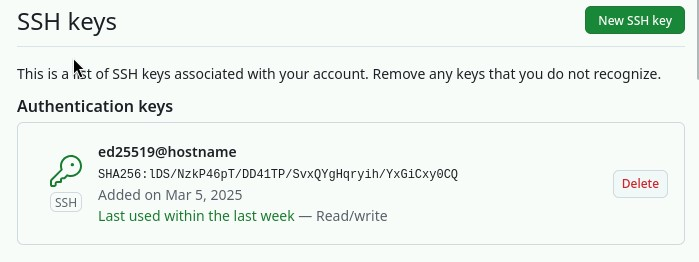 SSH keys
New SSH key
This is a list of SSH keys associated with your account. Remove any keys that you do not recognize.
Authentication keys
ed25519@hostname
SHA256:lDS/NzkP46pT/DD41TP/SvxQYgHqryih/YxGiCxy0CQ
Added on Mar 5, 2025
Last used within the last week — Read/write
SSH
Delete